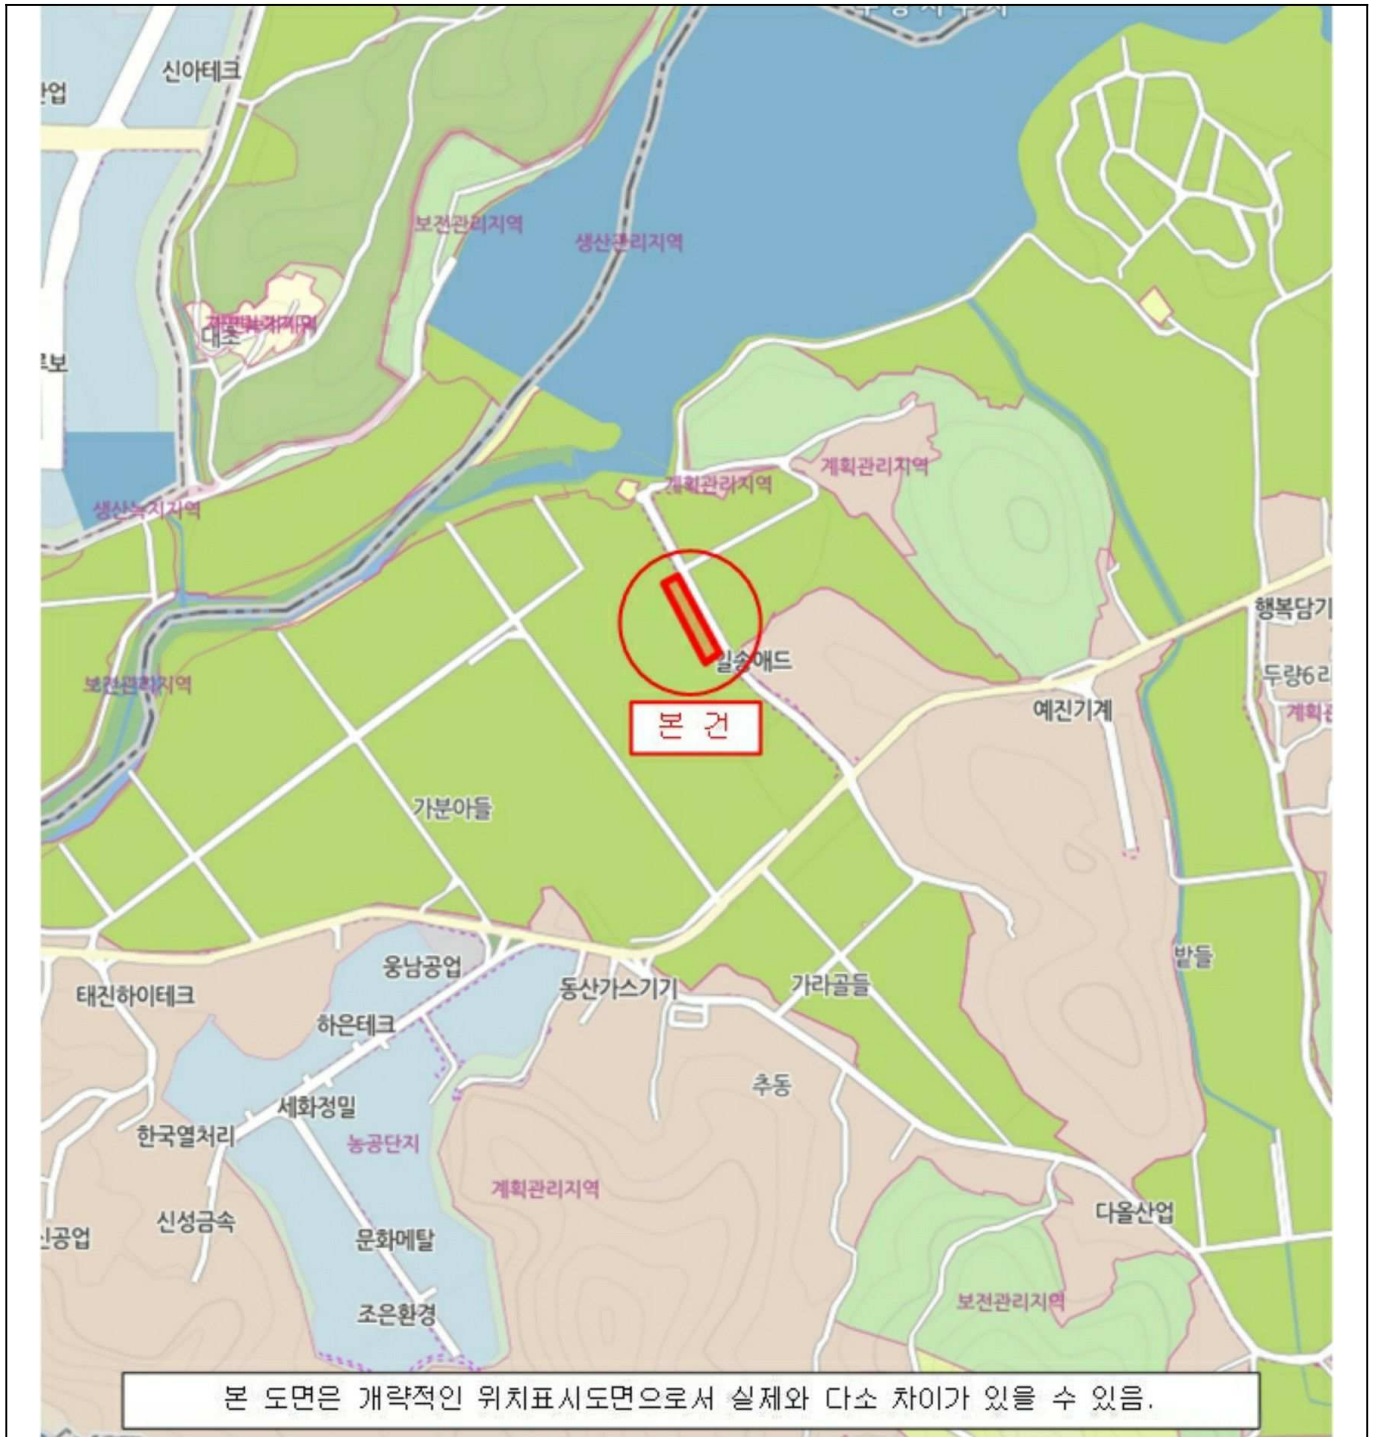 신아테크
보전관리지역
생산관리지역
대초
생산녹지지역
계획관리지역
계획관리지역
행복담기
일송애드
보전관리지역
두량6리
예진기계
본 건
가분아들
웅남공업
밭들
태진하이테크
동산가스기기
가라골들
하은테크
추동
세화정밀
한국열처리
농공단지
계획관리지역
신성금속
문화메탈
다올산업
보전관리지역
조은환경
본 도면은 개략적인 위치표시도면으로서 실제와 다소 차이가 있을 수 있음.